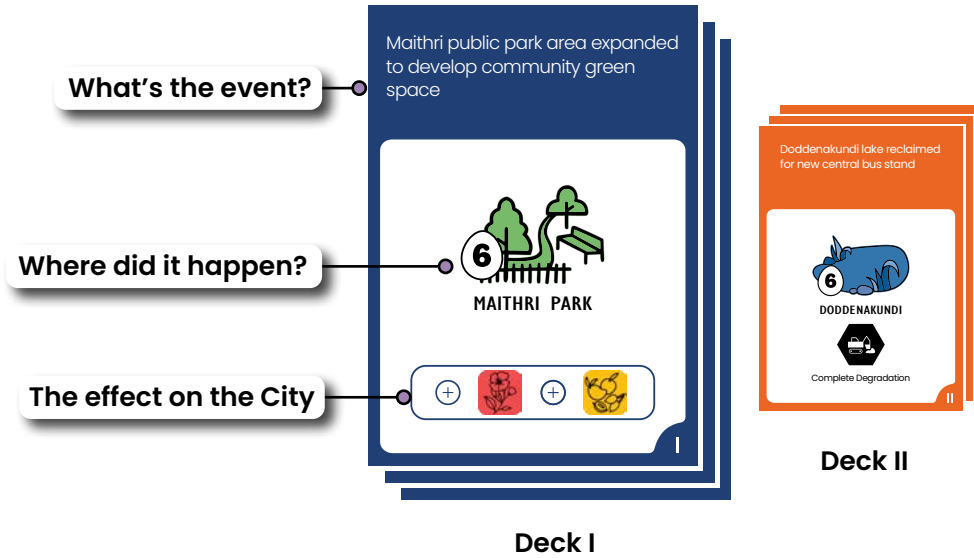 What's the event?
Maithri public park area expanded
to develop community green
space
Where did it happen?
6
MAITHRI PARK
The effect on the City
+
+
I
Deck I
Doddenakundi lake reclaimed
for new central bus stand
6
DODDENAKUNDI
Complete Degradation
II
Deck II